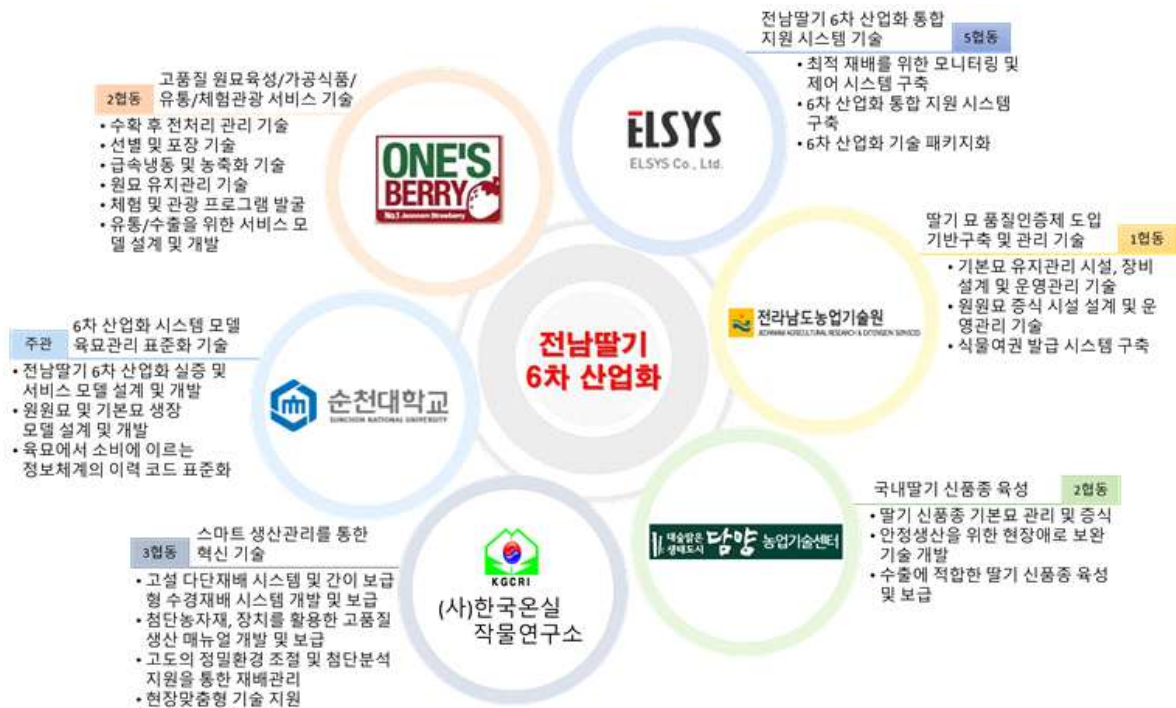 전남딸기 6차 산업화 통합
지원 시스템 기술
5협동
• 최적 재배를 위한 모니터링 및
제어 시스템 구축
• 6차 산업화 통합 지원 시스템
구축
• 6차 산업화 기술 패키지화
ELSYS
ELSYS Co., Ltd.
고품질 원묘육성/가공식품/
유통/체험관광 서비스 기술
2협동
• 수확 후 전처리 관리 기술
• 선별 및 포장 기술
• 급속냉동 및 농축화 기술
• 원묘 유지관리 기술
• 체험 및 관광 프로그램 발굴
• 유통/수출을 위한 서비스 모
델 설계 및 개발
ONE'S
BERRY
No.1 Jeonnam Strawberry
딸기 묘 품질인증제 도입
기반구축 및 관리 기술
1협동
• 기본묘 유지관리 시설, 장비
설계 및 운영관리 기술
• 원원묘 증식 시설 설계 및 운
영관리 기술
• 식물여권 발급 시스템 구축
전라남도농업기술원
JEONNAM AGRICULTURAL RESEARCH & EXTENSION SERVICES
전남딸기
6차 산업화
6차 산업화 시스템 모델
육묘관리 표준화 기술
주관
• 전남딸기 6차 산업화 실증 및
서비스 모델 설계 및 개발
• 원원묘 및 기본묘 생장
모델 설계 및 개발
• 육묘에서 소비에 이르는
정보체계의 이력 코드 표준화
순천대학교
SUNCHON NATIONAL UNIVERSITY
국내딸기 신품종 육성
2협동
• 딸기 신품종 기본묘 관리 및 증식
• 안정생산을 위한 현장애로 보완
기술 개발
• 수출에 적합한 딸기 신품종 육성
및 보급
대숲맑은
생태도시
담양 농업기술센터
스마트 생산관리를 통한
혁신 기술
3협동
• 고설 다단재배 시스템 및 간이 보급
형 수경재배 시스템 개발 및 보급
• 첨단농자재, 장치를 활용한 고품질
생산 매뉴얼 개발 및 보급
• 고도의 정밀환경 조절 및 첨단분석
지원을 통한 재배관리
• 현장맞춤형 기술 지원
KGCRI
(사)한국온실
작물연구소